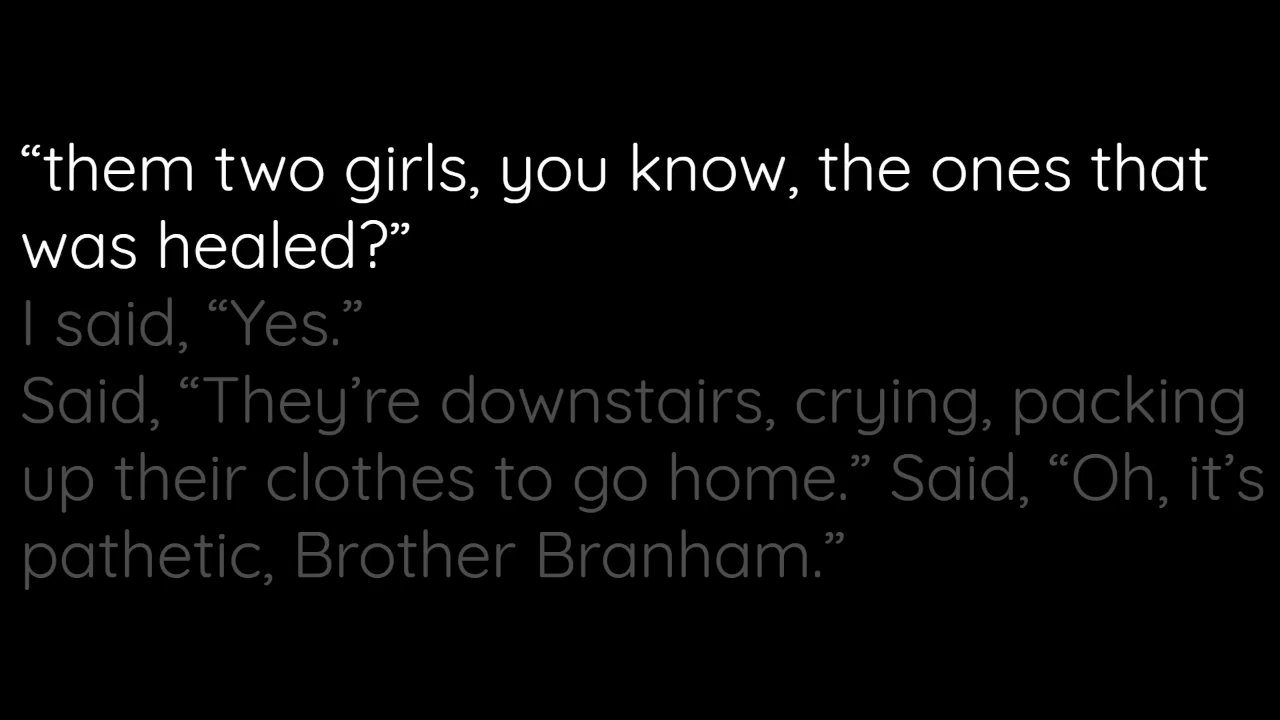 “them two girls, you know, the ones that
was healed?”
I said, “Yes.”
Said, “They’re downstairs, crying, packing
up their clothes to go home.” Said, “Oh, it’s
pathetic, Brother Branham.”